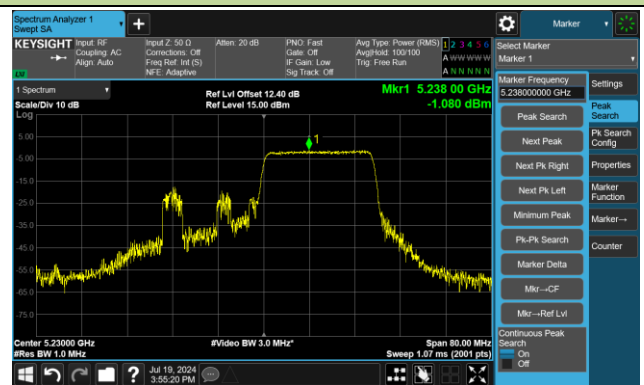 Spectrum Analyzer 1
Swept SA
+
Marker
KEYSIGHT
Input: RF
Coupling: AC
Align: Auto
Input Z: 50 Ω
Corrections: Off
Freq Ref: Int (S)
NFE: Adaptive
Atten: 20 dB
PNO: Fast
Gate: Off
IF Gain: Low
Sig Track: Off
Avg Type: Power (RMS)
Avg|Hold: 100/100
Trig: Free Run
1 2 3 4 5 6
A W W W W W
A N N N N N
Select Marker
Marker 1
1 Spectrum
Scale/Div 10 dB
Log
Ref Lvl Offset 12.40 dB
Ref Level 15.00 dBm
Mkr1 5.238 00 GHz
-1.080 dBm
5.00
-5.00
-15.0
-25.0
-35.0
-45.0
-55.0
-65.0
-75.0
1
Center 5.23000 GHz
#Res BW 1.0 MHz
#Video BW 3.0 MHz*
Span 80.00 MHz
Sweep 1.07 ms (2001 pts)
Marker Frequency
5.238000000 GHz
Peak Search
Next Peak
Next Pk Right
Next Pk Left
Minimum Peak
Pk-Pk Search
Marker Delta
Mkr→CF
Mkr→Ref Lvl
Continuous Peak
Search
On
Off
Settings
Peak
Search
Pk Search
Config
Properties
Marker
Function
Marker→
Counter
?
Jul 19, 2024
3:55:20 PM